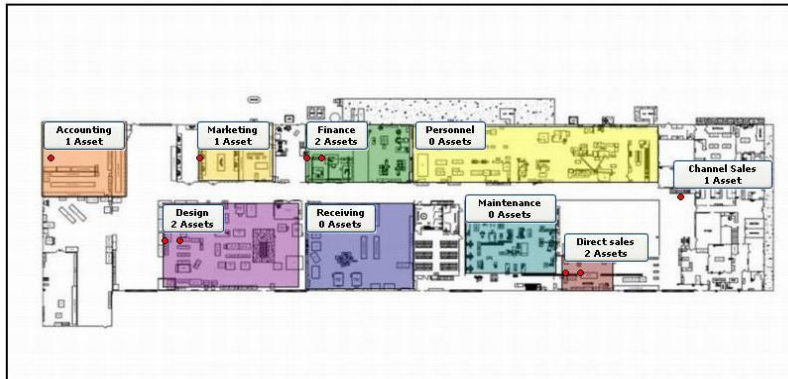 Accounting
1 Asset
Marketing
1 Asset
Finance
2 Assets
Personnel
0 Assets
Channel Sales
1 Asset
Design
2 Assets
Receiving
0 Assets
Maintenance
0 Assets
Direct sales
2 Assets